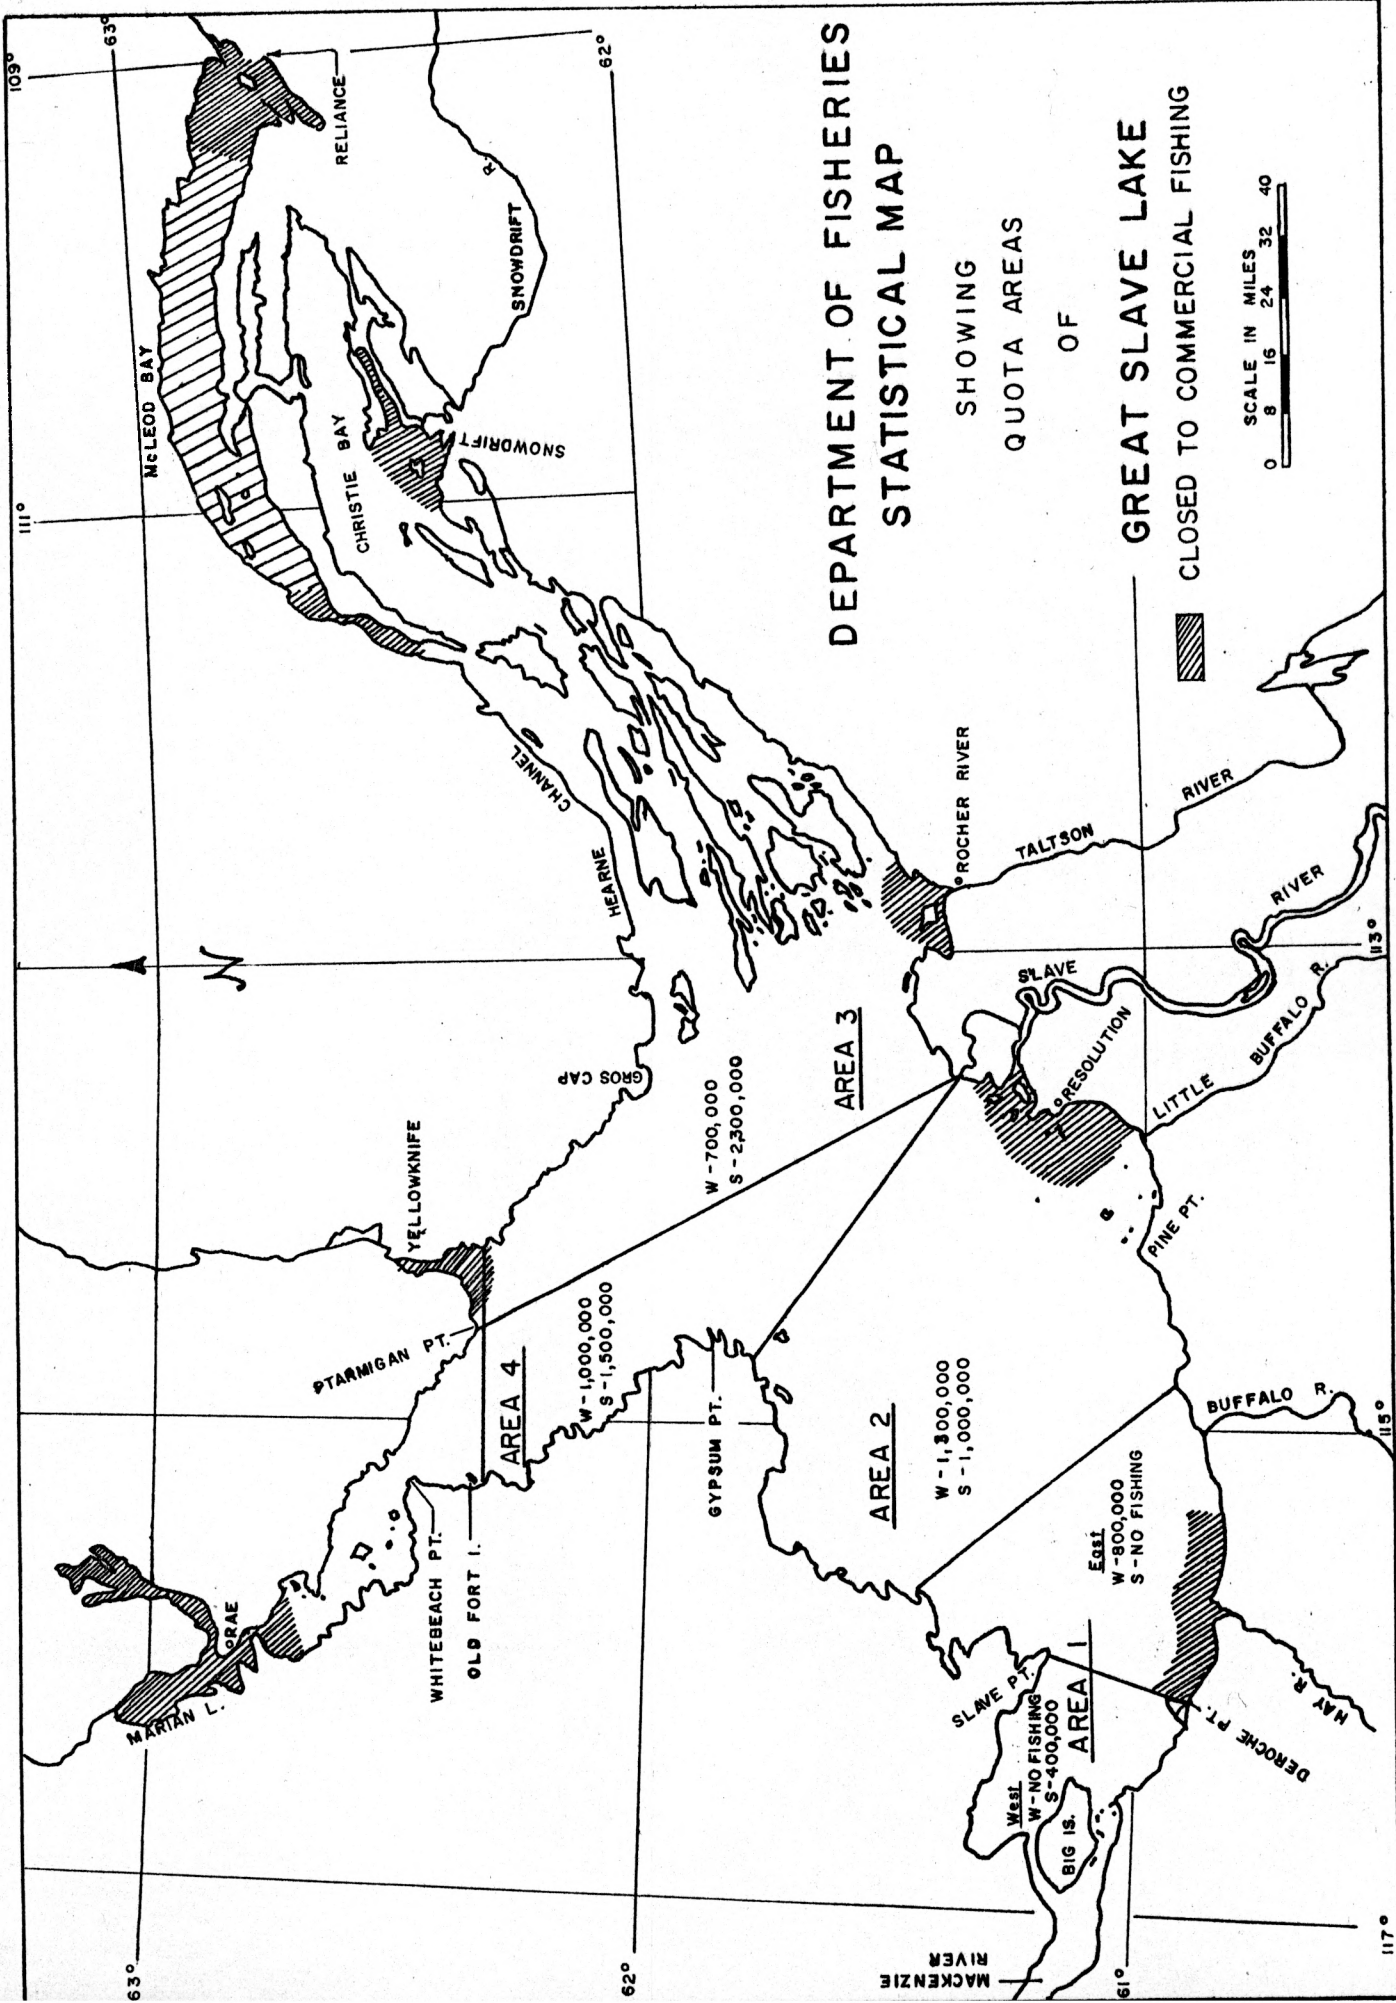 109°
63°
111°
McLEOD BAY
RELIANCE
62°
CHRISTIE BAY
SNOWDRIFT R.
SNOWDRIFT
CHANNEL
HEARNE
N
GROS CAP
YELLOWKNIFE
PTARMIGAN PT.
MARIAN L.
RAE
WHITEBEACH PT.
OLD FORT I.
AREA 4
W-1,000,000
S-1,500,000
GYPSUM PT.
W-700,000
S-2,300,000
AREA 3
ROCHER RIVER
TALTSON RIVER
SLAVE RIVER
113°
RESOLUTION
LITTLE BUFFALO R.
PINE PT.
AREA 2
W-1,300,000
S-1,000,000
BUFFALO R.
115°
East
W-800,000
S-NO FISHING
AREA 1
SLAVE PT.
West
W-NO FISHING
S-400,000
BIG IS.
DEROCHE PT.
HAY R.
MACKENZIE
RIVER
63°
62°
61°
117°
DEPARTMENT OF FISHERIES
STATISTICAL MAP
SHOWING
QUOTA AREAS
OF
GREAT SLAVE LAKE
CLOSED TO COMMERCIAL FISHING
SCALE IN MILES
0 8 16 24 32 40